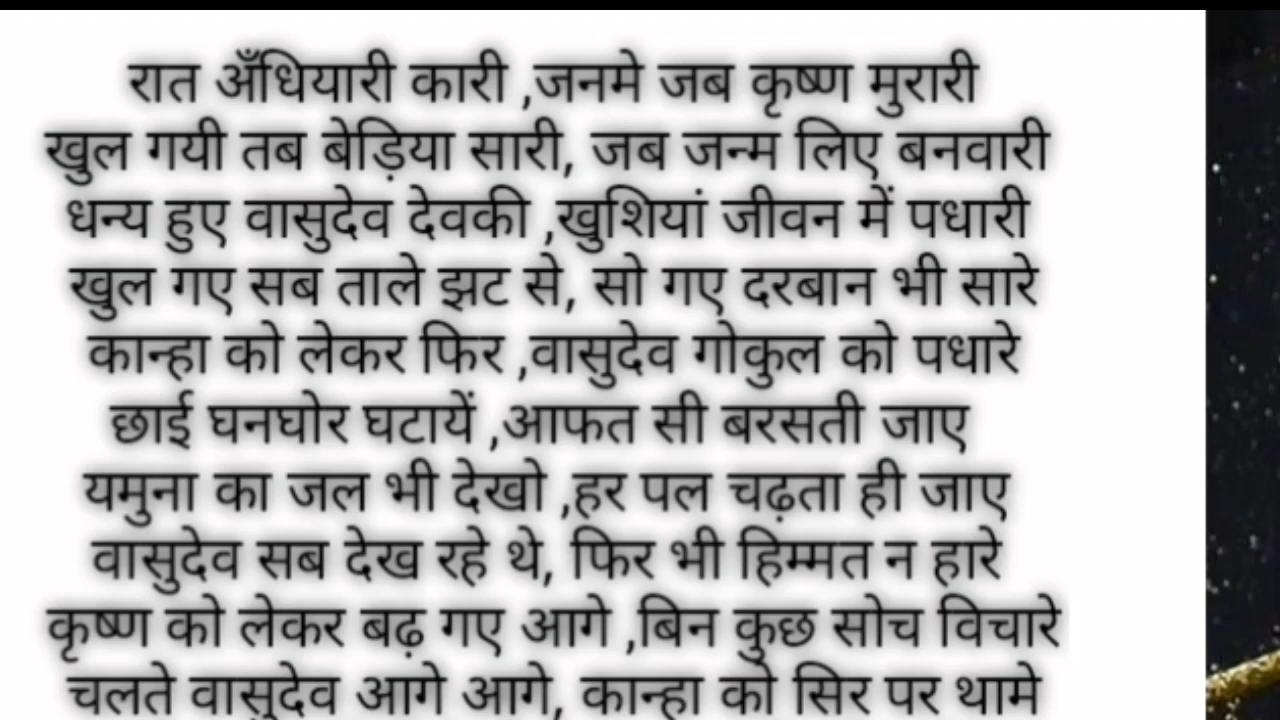 रात अँधियारी कारी ,जनमे जब कृष्ण मुरारी
खुल गयी तब बेड़िया सारी, जब जन्म लिए बनवारी
धन्य हुए वासुदेव देवकी ,खुशियां जीवन में पधारी
खुल गए सब ताले झट से, सो गए दरबान भी सारे
कान्हा को लेकर फिर ,वासुदेव गोकुल को पधारे
छाई घनघोर घटायें ,आफत सी बरसती जाए
यमुना का जल भी देखो ,हर पल चढ़ता ही जाए
वासुदेव सब देख रहे थे, फिर भी हिम्मत न हारे
कृष्ण को लेकर बढ़ गए आगे ,बिन कुछ सोच विचारे
चलते वासुदेव आगे आगे, कान्हा को सिर पर थामे